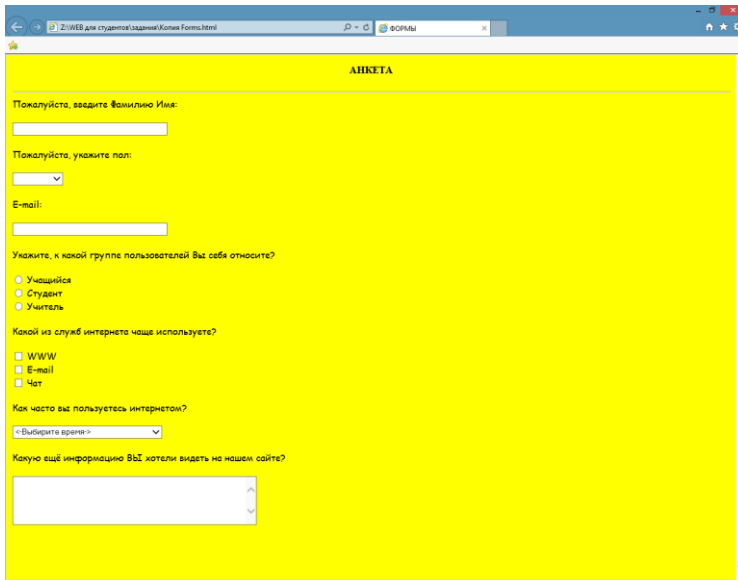 Z:\WEB для студентов\задания\Копия Forms.html
ФОРМЫ
АНКЕТА
Пожалуйста, введите Фамилию Имя:
Пожалуйста, укажите пол:
E-mail:
Укажите, к какой группе пользователей Вы себя относите?
Учащийся
Студент
Учитель
Какой из служб интернета чаще используете?
WWW
E-mail
Чат
Как часто вы пользуетесь интернетом?
<-Выбирите время->
Какую ещё информацию ВЫ хотели видеть на нашем сайте?